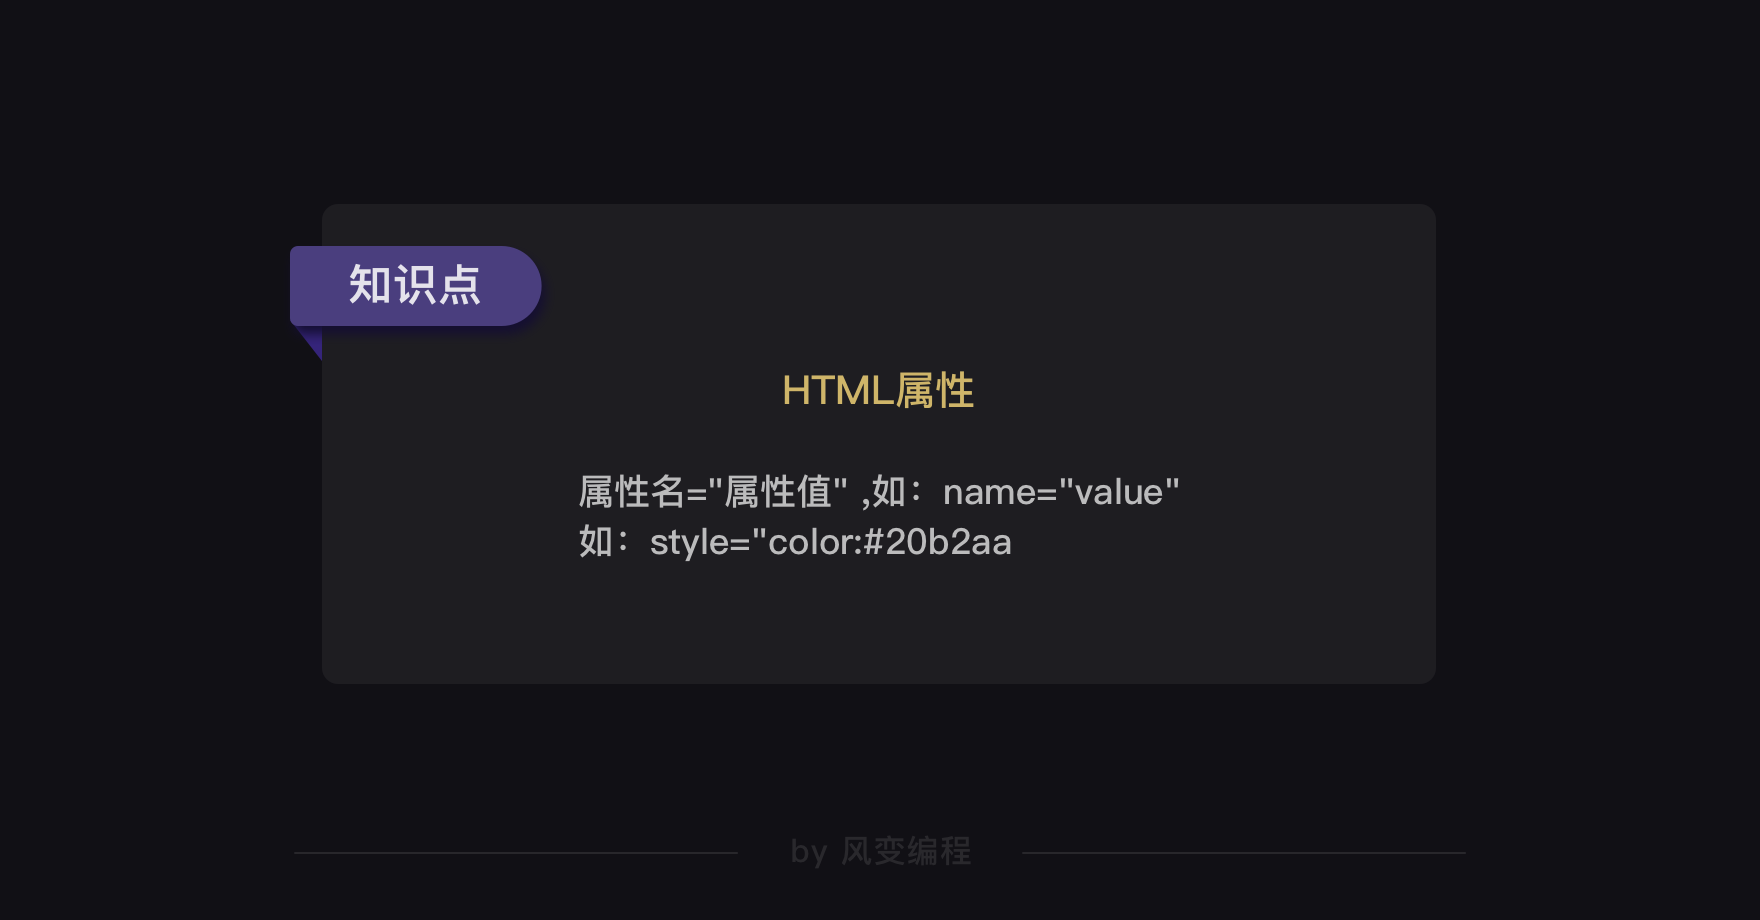 知识点
HTML属性
属性名="属性值" ,如：name="value"
如：style="color:#20b2aa
by 风变编程